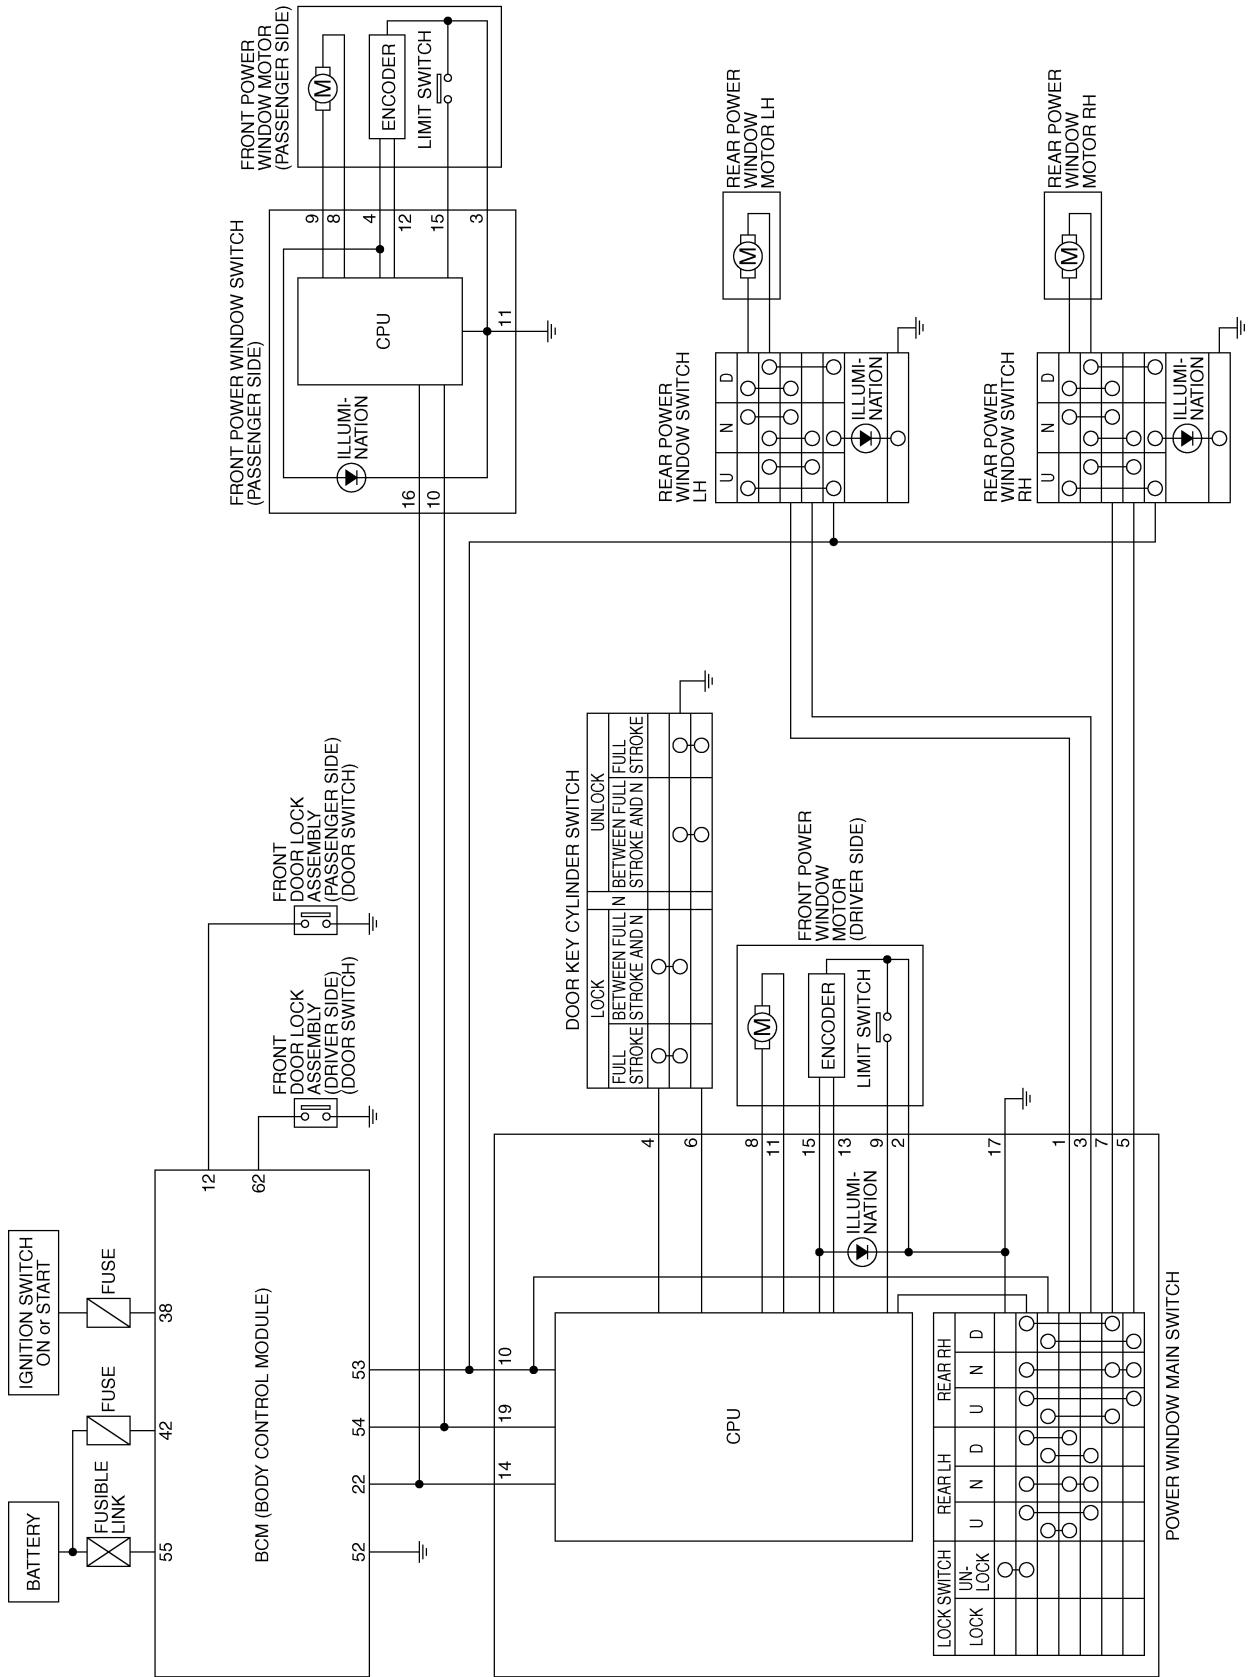 BATTERY
FUSIBLE
LINK
FUSE
IGNITION SWITCH
ON or START
FUSE
55
42
38
BCM (BODY CONTROL MODULE)
12
62
52
22
54
53
FRONT
DOOR LOCK
ASSEMBLY
(DRIVER SIDE)
(DOOR SWITCH)
FRONT
DOOR LOCK
ASSEMBLY
(PASSENGER SIDE)
(DOOR SWITCH)
FRONT POWER WINDOW SWITCH
(PASSENGER SIDE)
16
10
ILLUMI-
NATION
CPU
11
9
8
4
12
15
3
FRONT POWER
WINDOW MOTOR
(PASSENGER SIDE)
M
ENCODER
LIMIT SWITCH
14
19
10
CPU
POWER WINDOW MAIN SWITCH
4
6
8
11
15
13
9
2
17
1
3
7
5
ILLUMI-
NATION
LOCK SWITCH
REAR LH
REAR RH
LOCK
UN-
LOCK
U
N
D
U
N
D
DOOR KEY CYLINDER SWITCH
LOCK
N
UNLOCK
FULL
STROKE
BETWEEN FULL
STROKE AND N
BETWEEN FULL
STROKE AND N
FULL
STROKE
FRONT POWER
WINDOW
MOTOR
(DRIVER SIDE)
M
ENCODER
LIMIT SWITCH
REAR POWER
WINDOW SWITCH
LH
U
N
D
ILLUMI-
NATION
REAR POWER
WINDOW
MOTOR LH
M
REAR POWER
WINDOW SWITCH
RH
U
N
D
ILLUMI-
NATION
REAR POWER
WINDOW
MOTOR RH
M